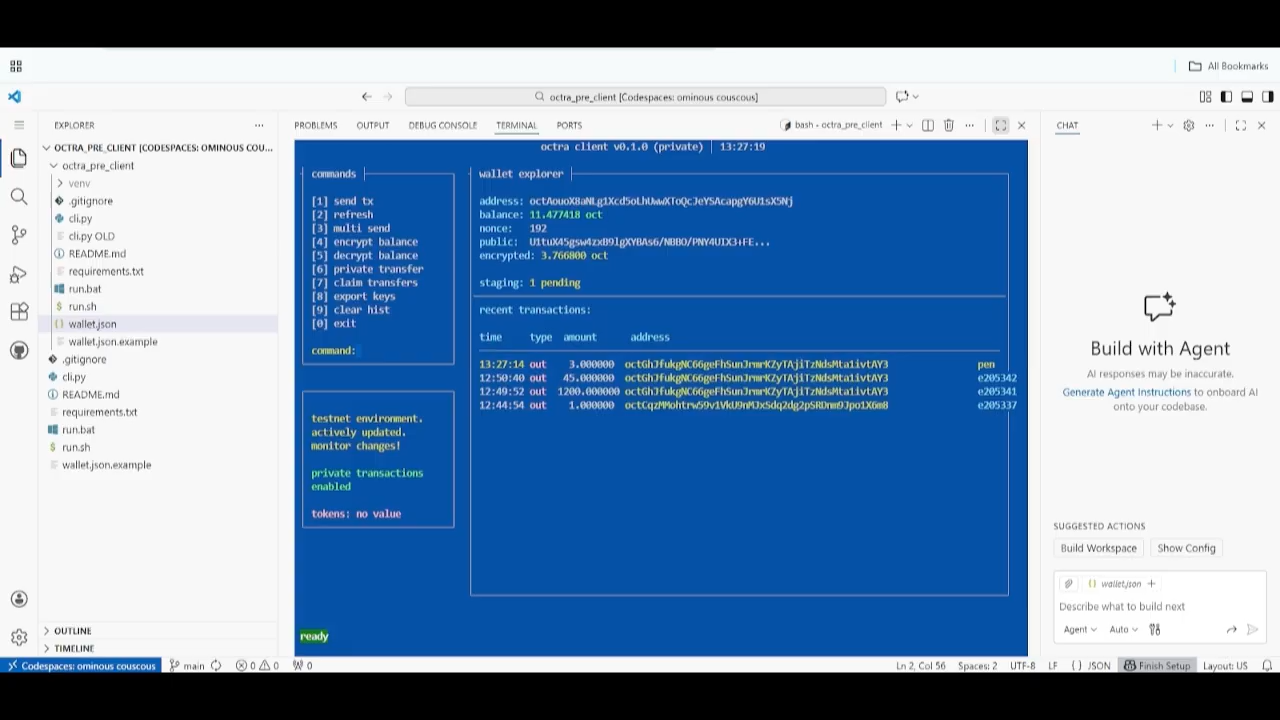 All Bookmarks
octra_pre_client [Codespaces: ominous couscous]
EXPLORER
OCTRA_PRE_CLIENT [CODESPACES: OMINOUS COU...
octra_pre_client
venv
.gitignore
cli.py
cli.py OLD
README.md
requirements.txt
run.bat
run.sh
wallet.json
wallet.json.example
.gitignore
cli.py
README.md
requirements.txt
run.bat
run.sh
wallet.json.example
OUTLINE
TIMELINE
PROBLEMS OUTPUT DEBUG CONSOLE TERMINAL PORTS
bash - octra_pre_client
octra client v0.1.0 (private) | 13:27:19
commands
[1] send tx
[2] refresh
[3] multi send
[4] encrypt balance
[5] decrypt balance
[6] private transfer
[7] claim transfers
[8] export keys
[9] clear hist
[0] exit
command:
testnet environment.
actively updated.
monitor changes!
private transactions
enabled
tokens: no value
ready
wallet explorer
address:
balance: 11.477418 oct
nonce: 192
public:
encrypted: 3.766800 oct
staging: 1 pending
recent transactions:
time type amount address
13:27:14 out 3.000000 pen
12:50:40 out 45.000000 e205342
12:49:52 out 1200.000000 e205341
12:44:54 out 1.000000 e205337
CHAT
Build with Agent
AI responses may be inaccurate.
Generate Agent Instructions to onboard AI
onto your codebase.
SUGGESTED ACTIONS
Build Workspace Show Config
wallet.json
Describe what to build next
Agent Auto
Codespaces: ominous couscous main 0 0 0 Ln 2, Col 56 Spaces: 2 UTF-8 LF {} JSON Finish Setup Layout: US